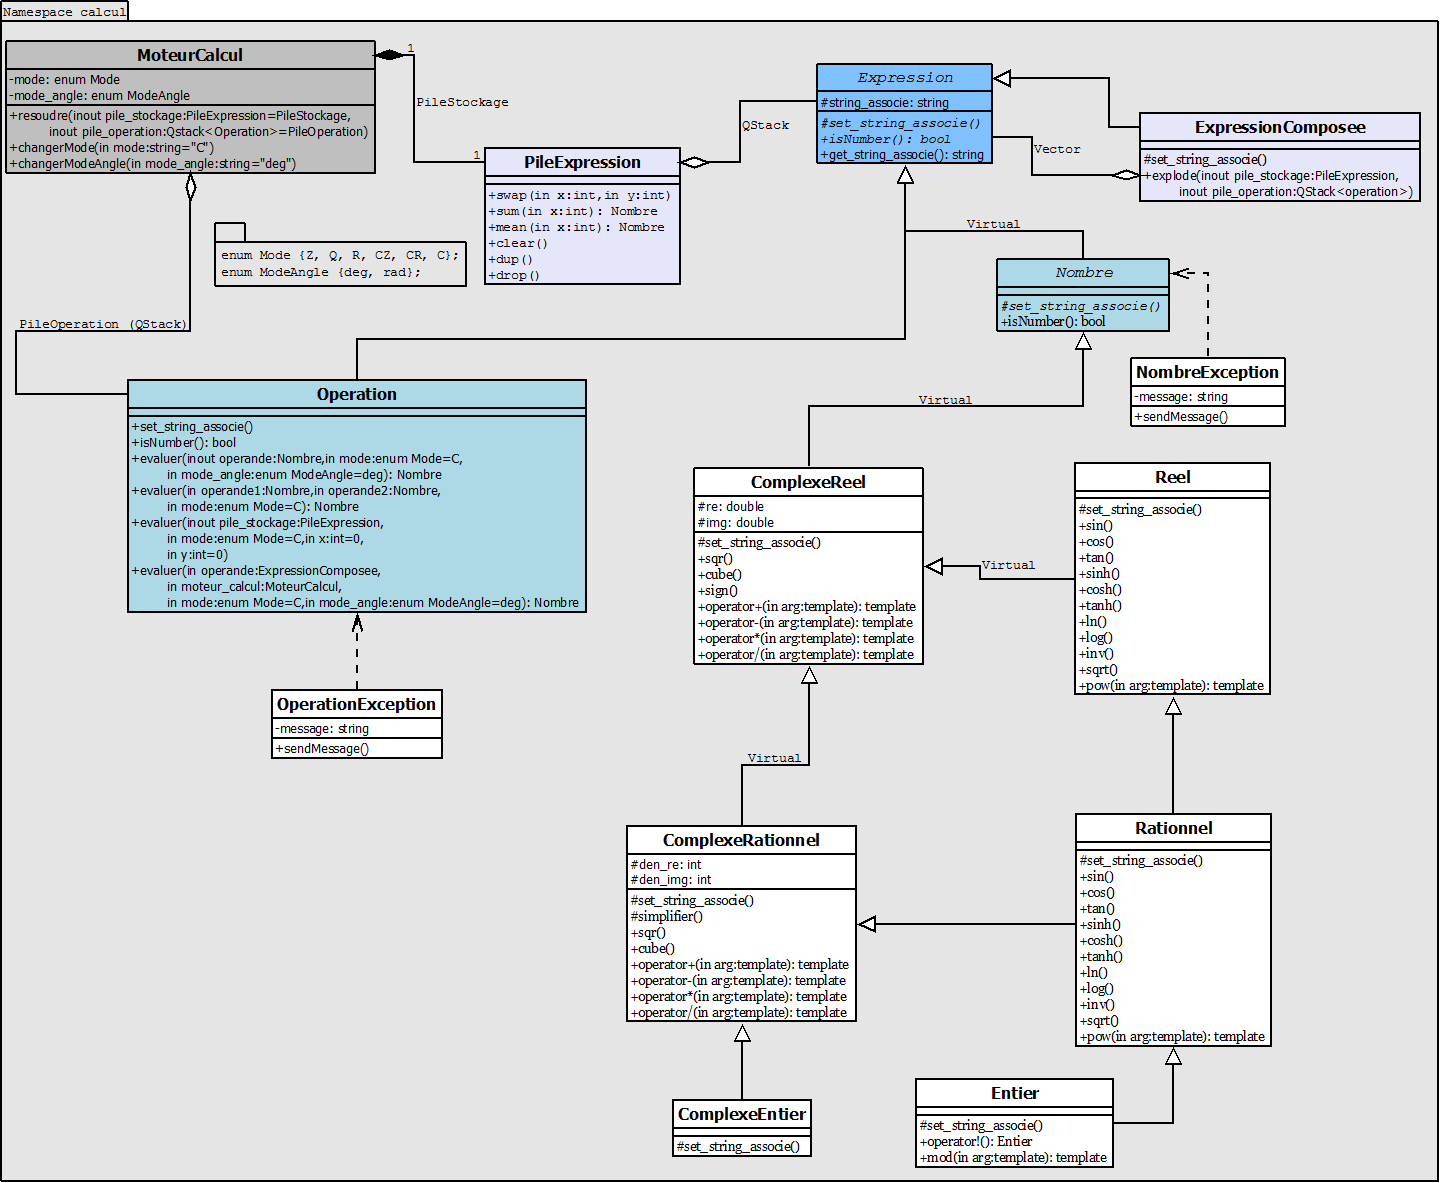 Namespace calcul
MoteurCalcul
-mode: enum Mode
-mode_angle: enum ModeAngle
+resoudre(inout pile_stockage:PileExpression=PileStockage,
inout pile_operation:Qstack<Operation>=PileOperation)
+changerMode(in mode:string="C")
+changerModeAngle(in mode_angle:string="deg")
1
PileStockage
1
PileExpression
+swap(in x:int,in y:int)
+sum(in x:int): Nombre
+mean(in x:int): Nombre
+clear()
+dup()
+drop()
QStack
Expression
#string_associe: string
#set_string_associe()
+isNumber(): bool
+get_string_associe(): string
Vector
ExpressionComposee
#set_string_associe()
+explode(inout pile_stockage:PileExpression,
inout pile_operation:QStack<operation>)
enum Mode {Z, Q, R, CZ, CR, C};
enum ModeAngle {deg, rad};
Virtual
Nombre
#set_string_associe()
+isNumber(): bool
PileOperation (QStack)
NombreException
-message: string
+sendMessage()
Operation
+set_string_associe()
+isNumber(): bool
+evaluer(inout operande:Nombre,in mode:enum Mode=C,
in mode_angle:enum ModeAngle=deg): Nombre
+evaluer(in operande1:Nombre,in operande2:Nombre,
in mode:enum Mode=C): Nombre
+evaluer(inout pile_stockage:PileExpression,
in mode:enum Mode=C,in x:int=0,
in y:int=0)
+evaluer(in operande:ExpressionComposee,
in moteur_calcul:MoteurCalcul,
in mode:enum Mode=C,in mode_angle:enum ModeAngle=deg): Nombre
OperationException
-message: string
+sendMessage()
Virtual
ComplexeReel
#re: double
#img: double
#set_string_associe()
+sqr()
+cube()
+sign()
+operator+(in arg:template): template
+operator-(in arg:template): template
+operator*(in arg:template): template
+operator/(in arg:template): template
Virtual
Reel
#set_string_associe()
+sin()
+cos()
+tan()
+sinh()
+cosh()
+tanh()
+ln()
+log()
+inv()
+sqrt()
+pow(in arg:template): template
Virtual
ComplexeRationnel
#den_re: int
#den_img: int
#set_string_associe()
#simplifier()
+sqr()
+cube()
+operator+(in arg:template): template
+operator-(in arg:template): template
+operator*(in arg:template): template
+operator/(in arg:template): template
Rationnel
#set_string_associe()
+sin()
+cos()
+tan()
+sinh()
+cosh()
+tanh()
+ln()
+log()
+inv()
+sqrt()
+pow(in arg:template): template
ComplexeEntier
#set_string_associe()
Entier
#set_string_associe()
+operator!(): Entier
+mod(in arg:template): template